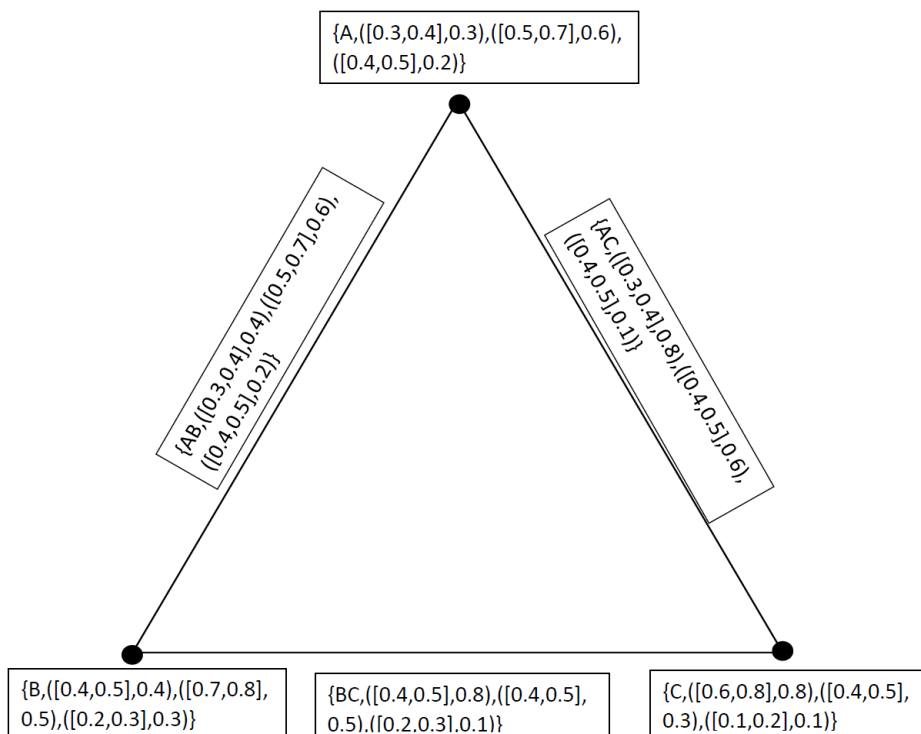 {A,([0.3,0.4],0.3),([0.5,0.7],0.6),
([0.4,0.5],0.2)}
{AB,([0.3,0.4],0.4),([0.5,0.7],0.6),
([0.4,0.5],0.2)}
{AC,([0.3,0.4],0.8),([0.4,0.5],0.6),
([0.4,0.5],0.1)}
{B,([0.4,0.5],0.4),([0.7,0.8],
0.5),([0.2,0.3],0.3)}
{BC,([0.4,0.5],0.8),([0.4,0.5],
0.5),([0.2,0.3],0.1)}
{C,([0.6,0.8],0.8),([0.4,0.5],
0.3),([0.1,0.2],0.1)}